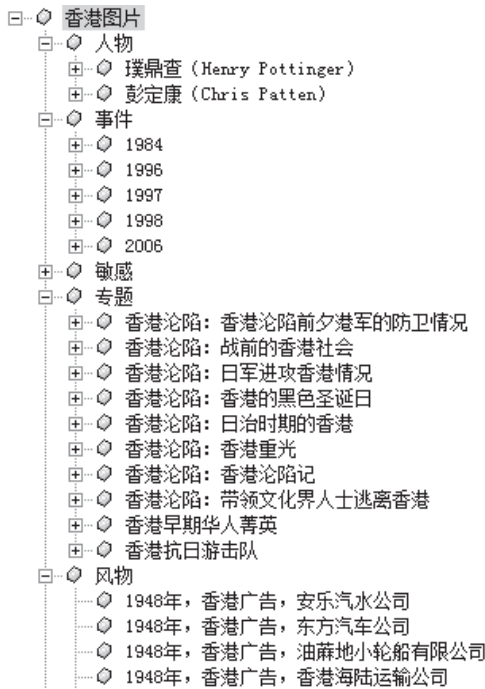 香港图片
人物
璞鼎查（Henry Pottinger）
彭定康（Chris Patten）
事件
1984
1996
1997
1998
2006
敏感
专题
香港沦陷：香港沦陷前夕港军的防卫情况
香港沦陷：战前的香港社会
香港沦陷：日军进攻香港情况
香港沦陷：香港的黑色圣诞日
香港沦陷：日治时期的香港
香港沦陷：香港重光
香港沦陷：香港沦陷记
香港沦陷：带领文化界人士逃离香港
香港早期华人菁英
香港抗日游击队
风物
1948年，香港广告，安乐汽水公司
1948年，香港广告，东方汽车公司
1948年，香港广告，油蔴地小轮船有限公司
1948年，香港广告，香港海陆运输公司